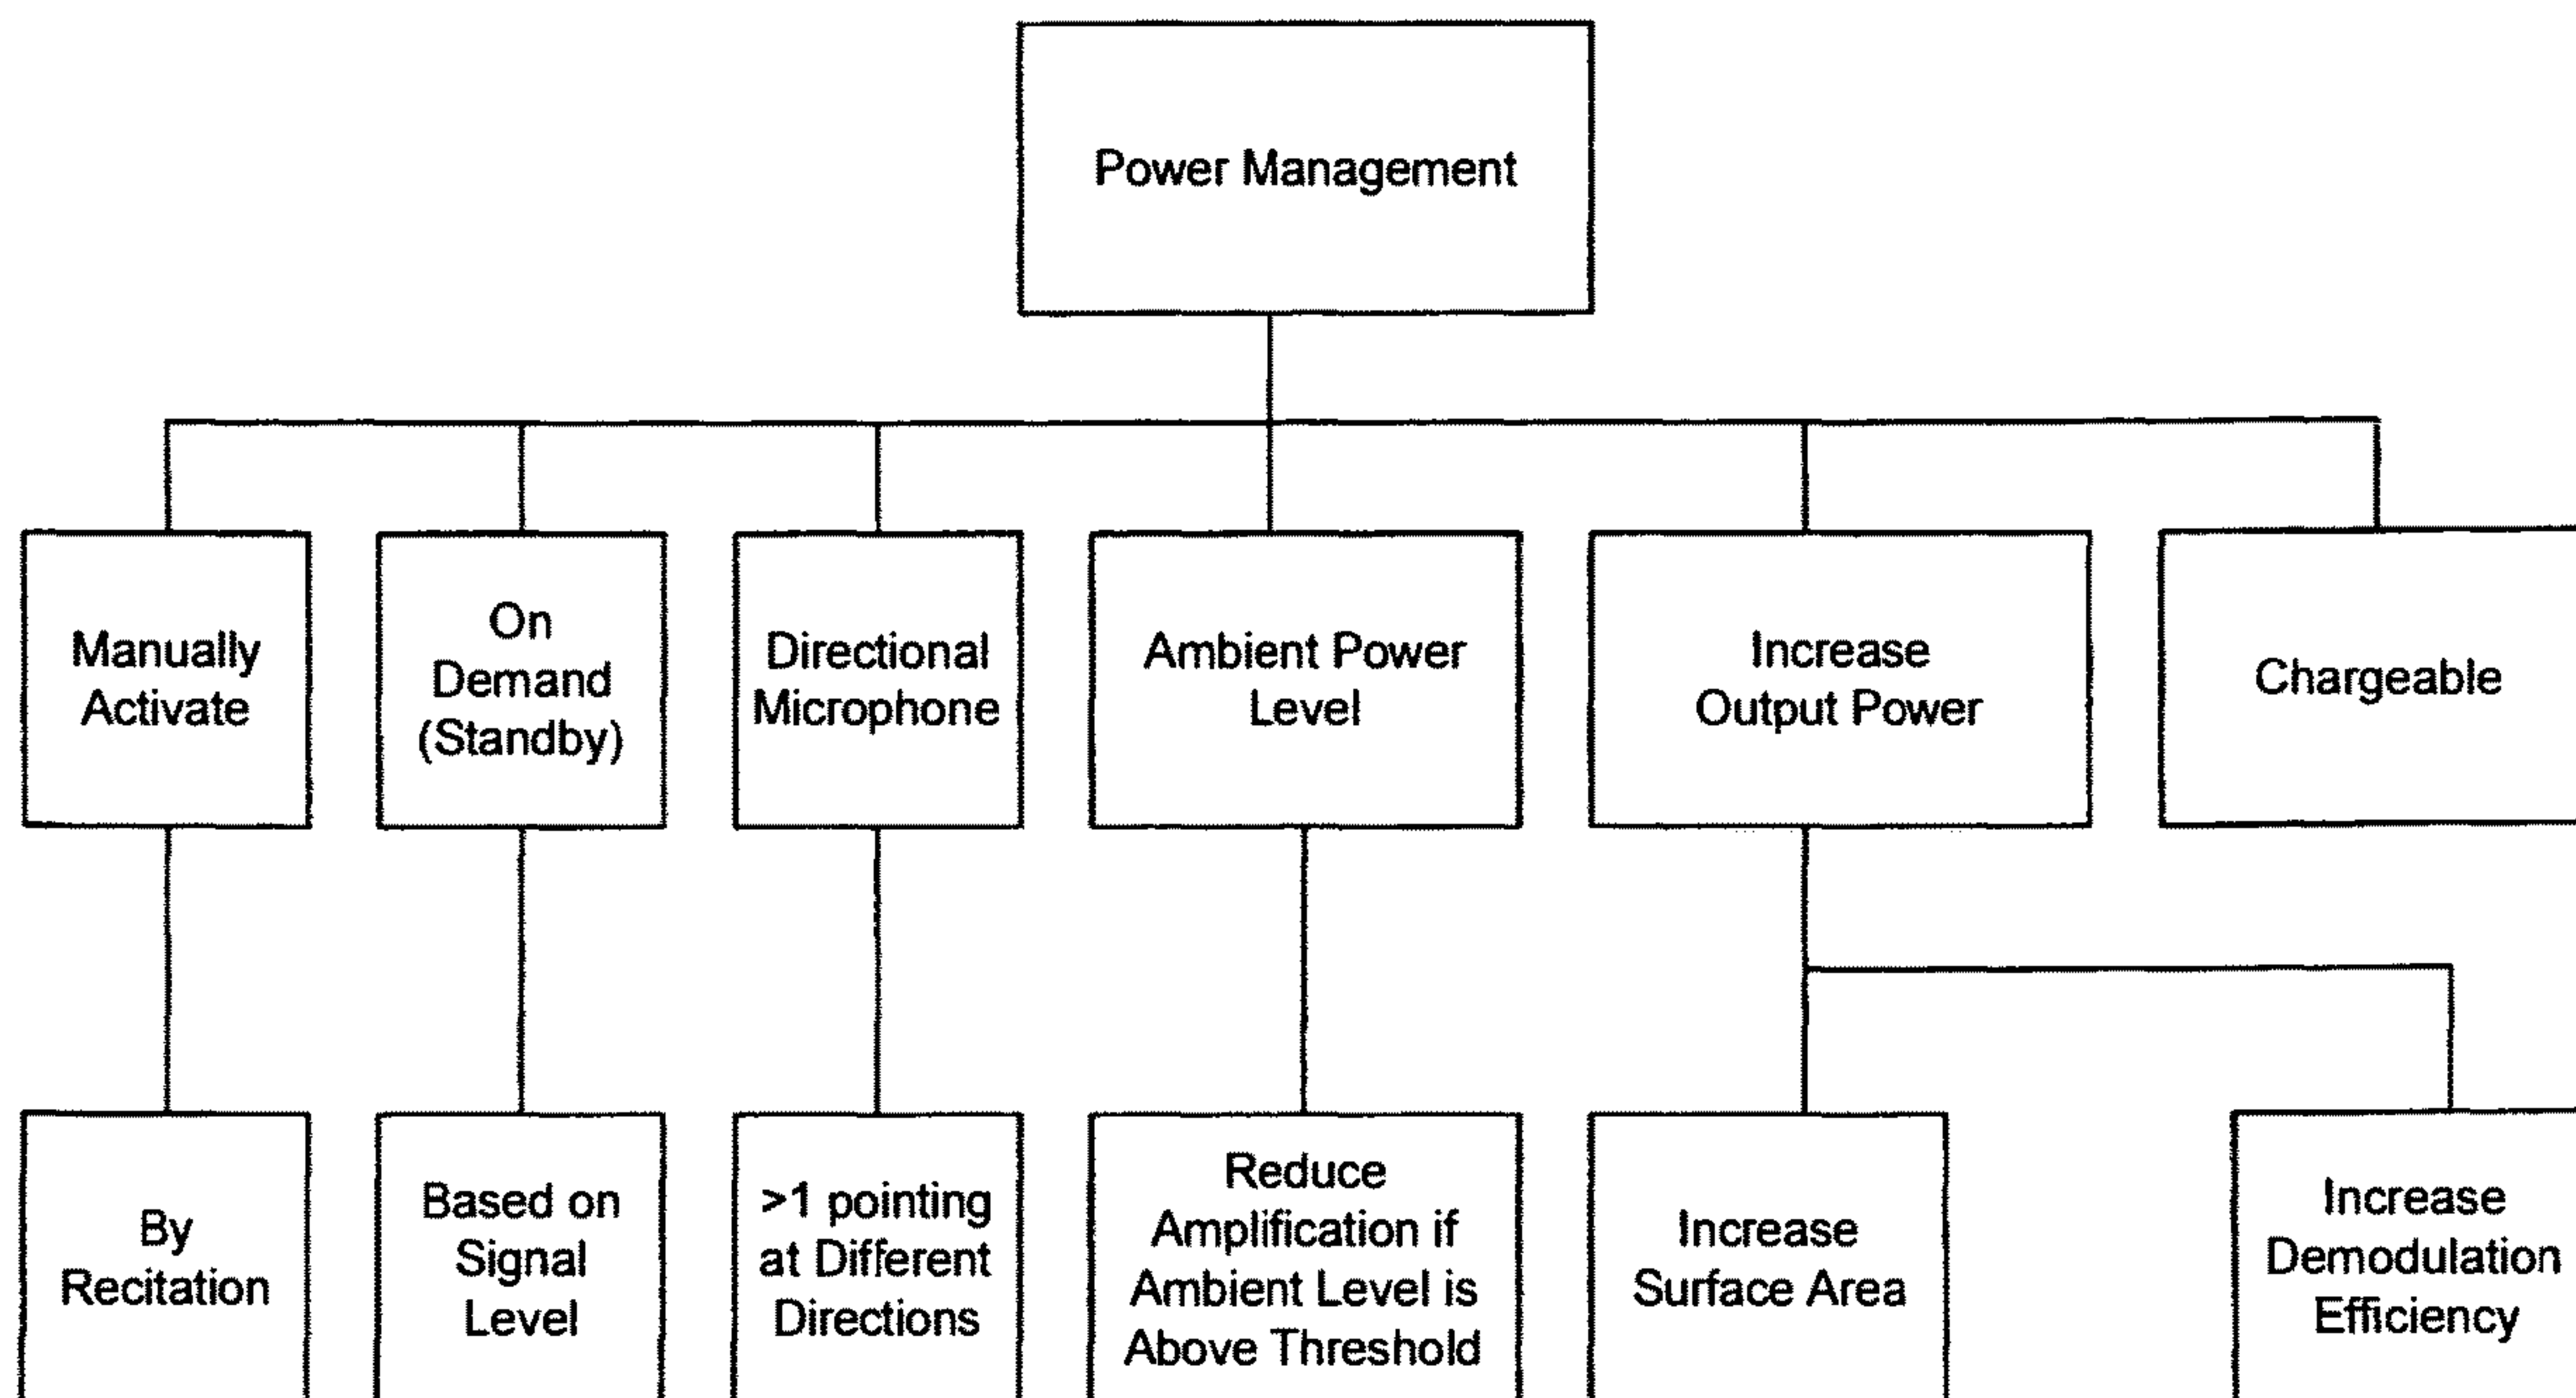 Power Management
Manually
Activate
On
Demand
(Standby)
Directional
Microphone
Ambient Power
Level
Increase
Output Power
Chargeable
By
Recitation
Based on
Signal
Level
>1 pointing
at Different
Directions
Reduce
Amplification if
Ambient Level is
Above Threshold
Increase
Surface Area
Increase
Demodulation
Efficiency